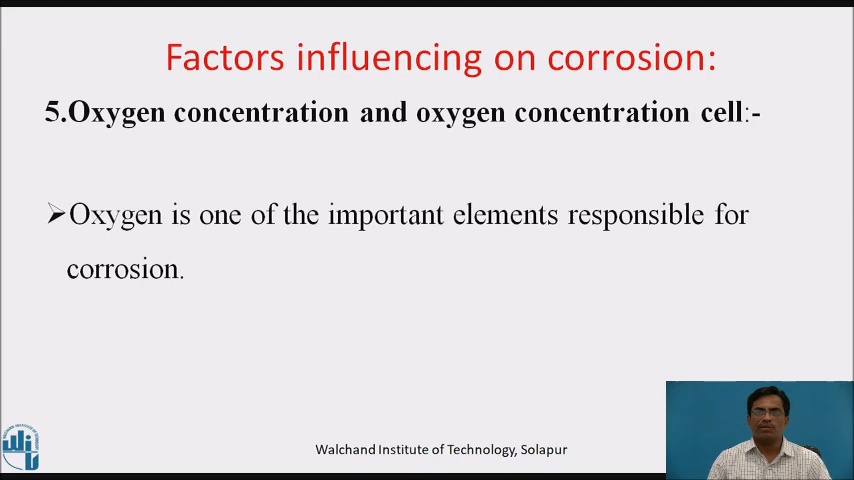 Factors influencing on corrosion:
5.Oxygen concentration and oxygen concentration cell:-
➢Oxygen is one of the important elements responsible for
corrosion.
Walchand Institute of Technology, Solapur